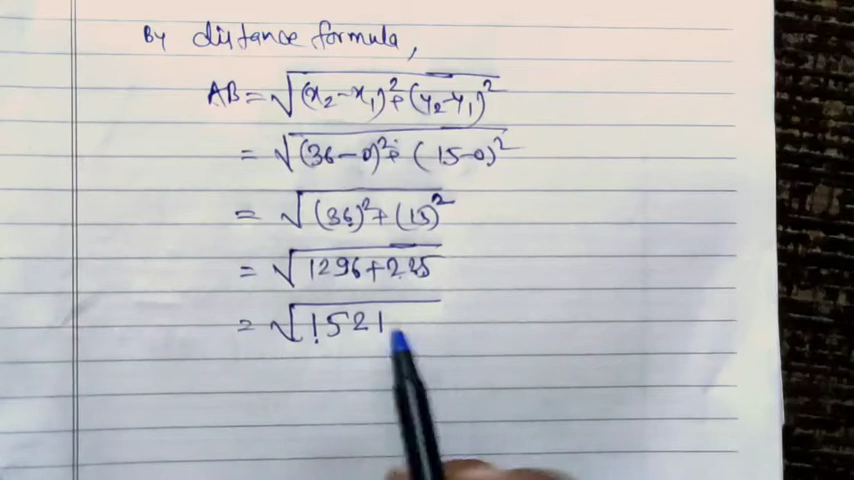 By distance formula,
AB = √(x₂-x₁)²+(y₂-y₁)²
= √(36-0)²+(15-0)²
= √(36)²+(15)²
= √1296+225
= √1521